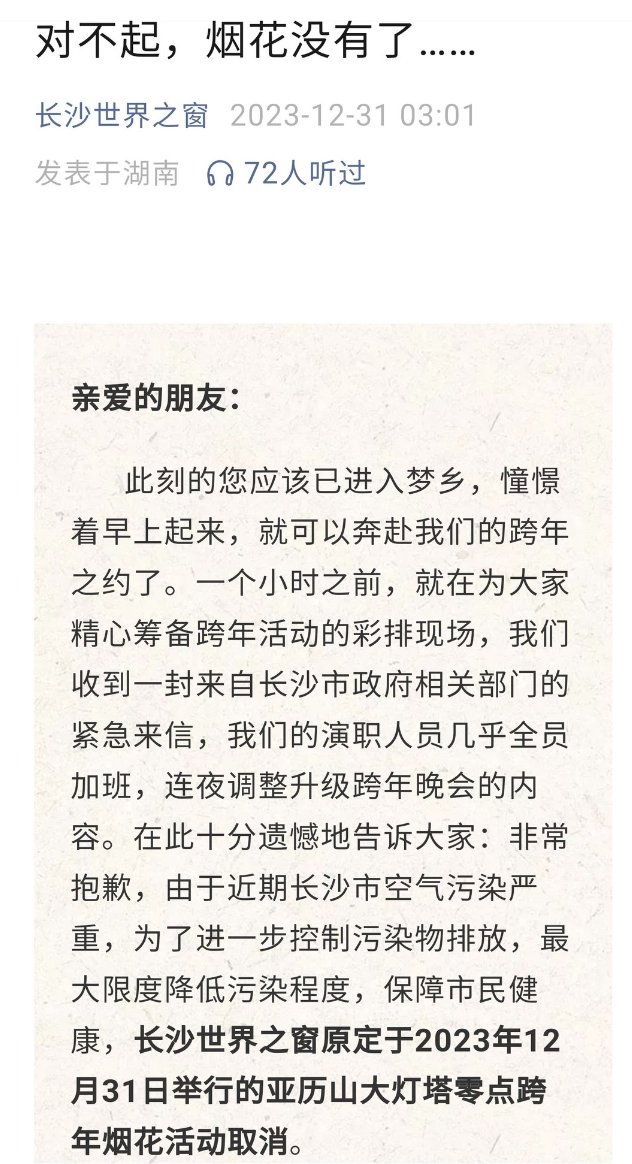 对不起，烟花没有了……
长沙世界之窗 2023-12-31 03:01
发表于湖南 72人听过
亲爱的朋友：
此刻的您应该已进入梦乡，憧憬
着早上起来，就可以奔赴我们的跨年
之约了。一个小时之前，就在为大家
精心筹备跨年活动的彩排现场，我们
收到一封来自长沙市政府相关部门的
紧急来信，我们的演职人员几乎全员
加班，连夜调整升级跨年晚会的内
容。在此十分遗憾地告诉大家：非常
抱歉，由于近期长沙市空气污染严
重，为了进一步控制污染物排放，最
大限度降低污染程度，保障市民健
康，长沙世界之窗原定于2023年12
月31日举行的亚历山大灯塔零点跨
年烟花活动取消。